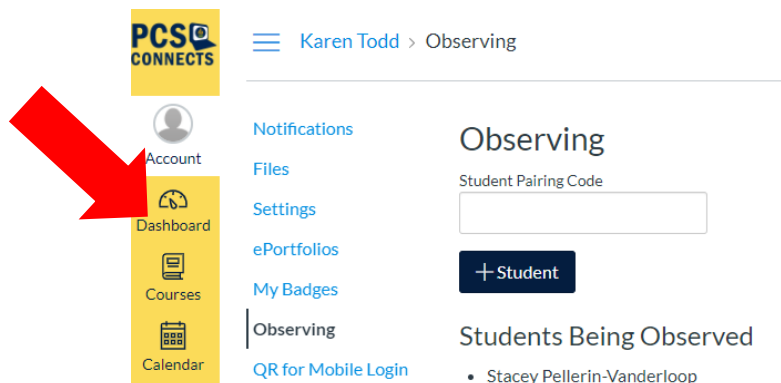 PCS
CONNECTS
Karen Todd > Observing
Account
Dashboard
Courses
Calendar
Notifications
Files
Settings
ePortfolios
My Badges
Observing
QR for Mobile Login
Observing
Student Pairing Code
+Student
Students Being Observed
• Stacey Pellerin-Vanderloop